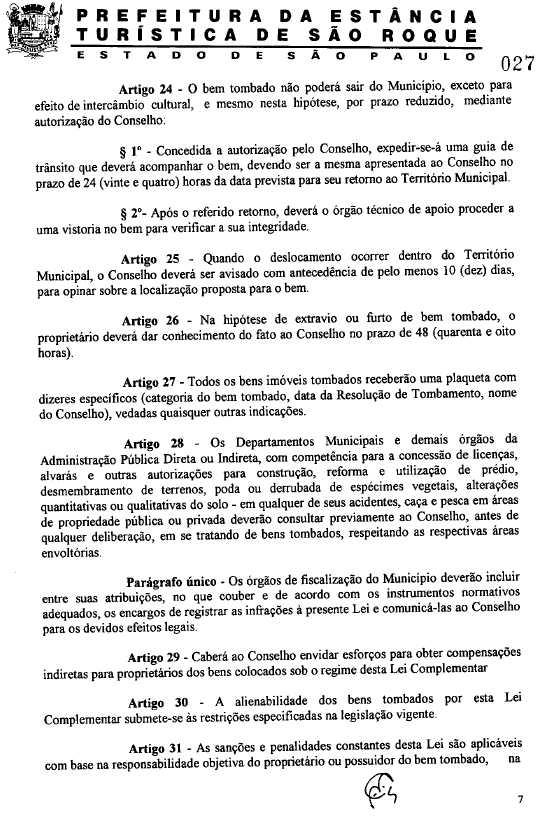 PREFEITURA DA ESTÂNCIA
TURÍSTICA DE SÃO ROQUE
ESTADO DE SÃO PAULO
027
Artigo 24 - O bem tombado não poderá sair do Município, exceto para
efeito de intercâmbio cultural, e mesmo nesta hipótese, por prazo reduzido, mediante
autorização do Conselho:
§ 1º - Concedida a autorização pelo Conselho, expedir-se-á uma guia de
trânsito que deverá acompanhar o bem, devendo ser a mesma apresentada ao Conselho no
prazo de 24 (vinte e quatro) horas da data prevista para seu retorno ao Território Municipal.
§ 2º- Após o referido retorno, deverá o órgão técnico de apoio proceder a
uma vistoria no bem para verificar a sua integridade.
Artigo 25 - Quando o deslocamento ocorrer dentro do Território
Municipal, o Conselho deverá ser avisado com antecedência de pelo menos 10 (dez) dias,
para opinar sobre a localização proposta para o bem.
Artigo 26 - Na hipótese de extravio ou furto de bem tombado, o
proprietário deverá dar conhecimento do fato ao Conselho no prazo de 48 (quarenta e oito
horas).
Artigo 27 - Todos os bens imóveis tombados receberão uma plaqueta com
dizeres específicos (categoria do bem tombado, data da Resolução de Tombamento, nome
do Conselho), vedadas quaisquer outras indicações.
Artigo 28 - Os Departamentos Municipais e demais órgãos da
Administração Pública Direta ou Indireta, com competência para a concessão de licenças,
alvarás e outras autorizações para construção, reforma e utilização de prédio,
desmembramento de terrenos, poda ou derrubada de espécimes vegetais, alterações
quantitativas ou qualitativas do solo - em qualquer de seus acidentes, caça e pesca em áreas
de propriedade pública ou privada deverão consultar previamente ao Conselho, antes de
qualquer deliberação, em se tratando de bens tombados, respeitando as respectivas áreas
envoltórias.
Parágrafo único - Os órgãos de fiscalização do Município deverão incluir
entre suas atribuições, no que couber e de acordo com os instrumentos normativos
adequados, os encargos de registrar as infrações à presente Lei e comunicá-las ao Conselho
para os devidos efeitos legais.
Artigo 29 - Caberá ao Conselho envidar esforços para obter compensações
indiretas para proprietários dos bens colocados sob o regime desta Lei Complementar
Artigo 30 - A alienabilidade dos bens tombados por esta Lei
Complementar submete-se às restrições especificadas na legislação vigente.
Artigo 31 - As sanções e penalidades constantes desta Lei são aplicáveis
com base na responsabilidade objetiva do proprietário ou possuidor do bem tombado, na
7